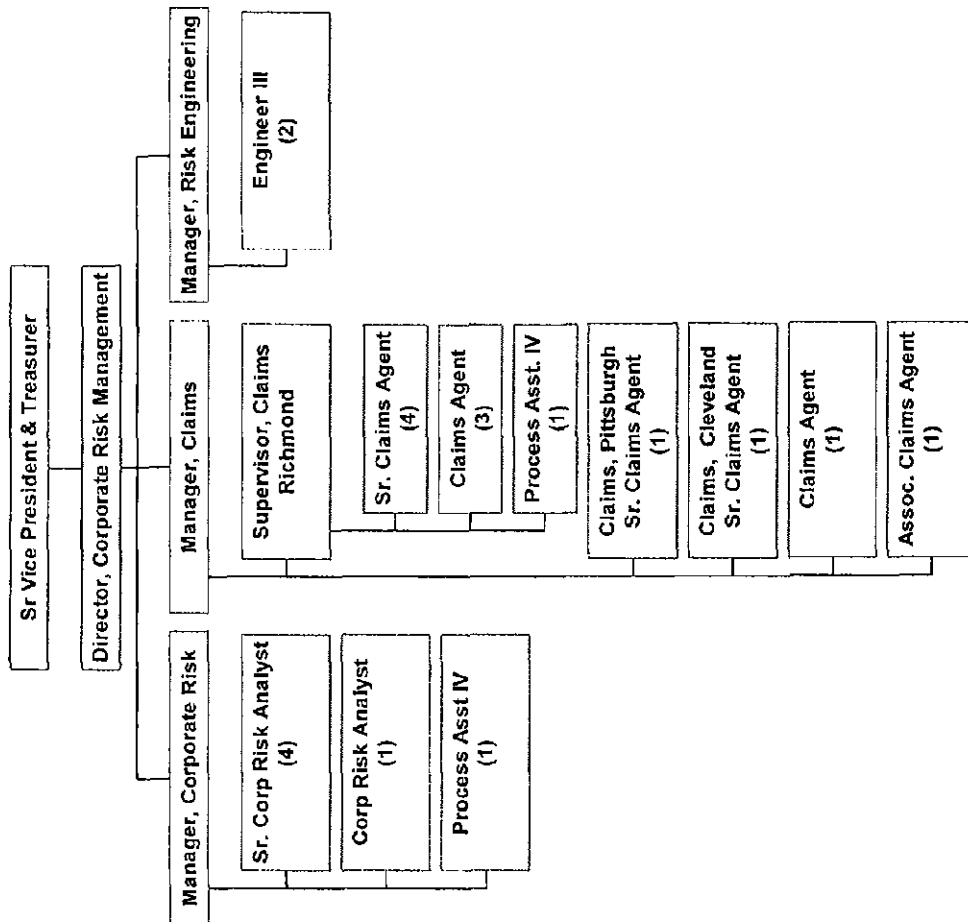 Sr Vice President & Treasurer
Director, Corporate Risk Management
Manager, Corporate Risk
Sr. Corp Risk Analyst
(4)
Corp Risk Analyst
(1)
Process Asst IV
(1)
Manager, Claims
Supervisor, Claims
Richmond
Sr. Claims Agent
(4)
Claims Agent
(3)
Process Asst. IV
(1)
Claims, Pittsburgh
Sr. Claims Agent
(1)
Claims, Cleveland
Sr. Claims Agent
(1)
Claims Agent
(1)
Assoc. Claims Agent
(1)
Manager, Risk Engineering
Engineer III
(2)